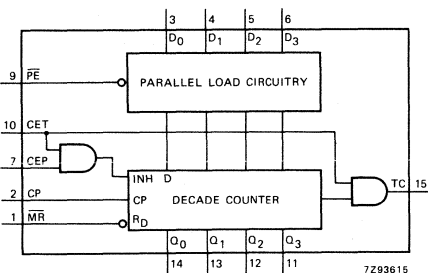 3 4 5 6
D0 D1 D2 D3
9 PE
PARALLEL LOAD CIRCUITRY
10 CET
7 CEP
INH D
TC 15
2 CP
CP DECADE COUNTER
1 MR
RD
Q0 Q1 Q2 Q3
14 13 12 11
7Z93615